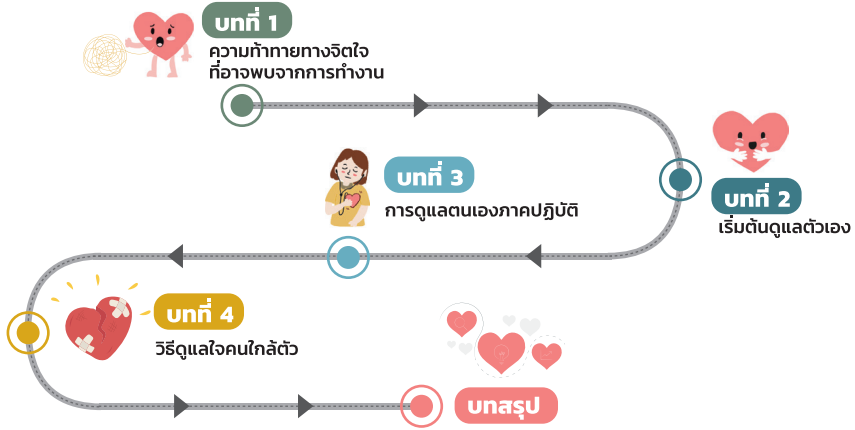 บทที่ 1
ความท้าทายทางจิตใจ
ที่อาจพบจากการทำงาน
บทที่ 2
เริ่มต้นดูแลตัวเอง
บทที่ 3
การดูแลตนเองภาคปฏิบัติ
บทที่ 4
วิธีดูแลใจคนใกล้ตัว
บทสรุป